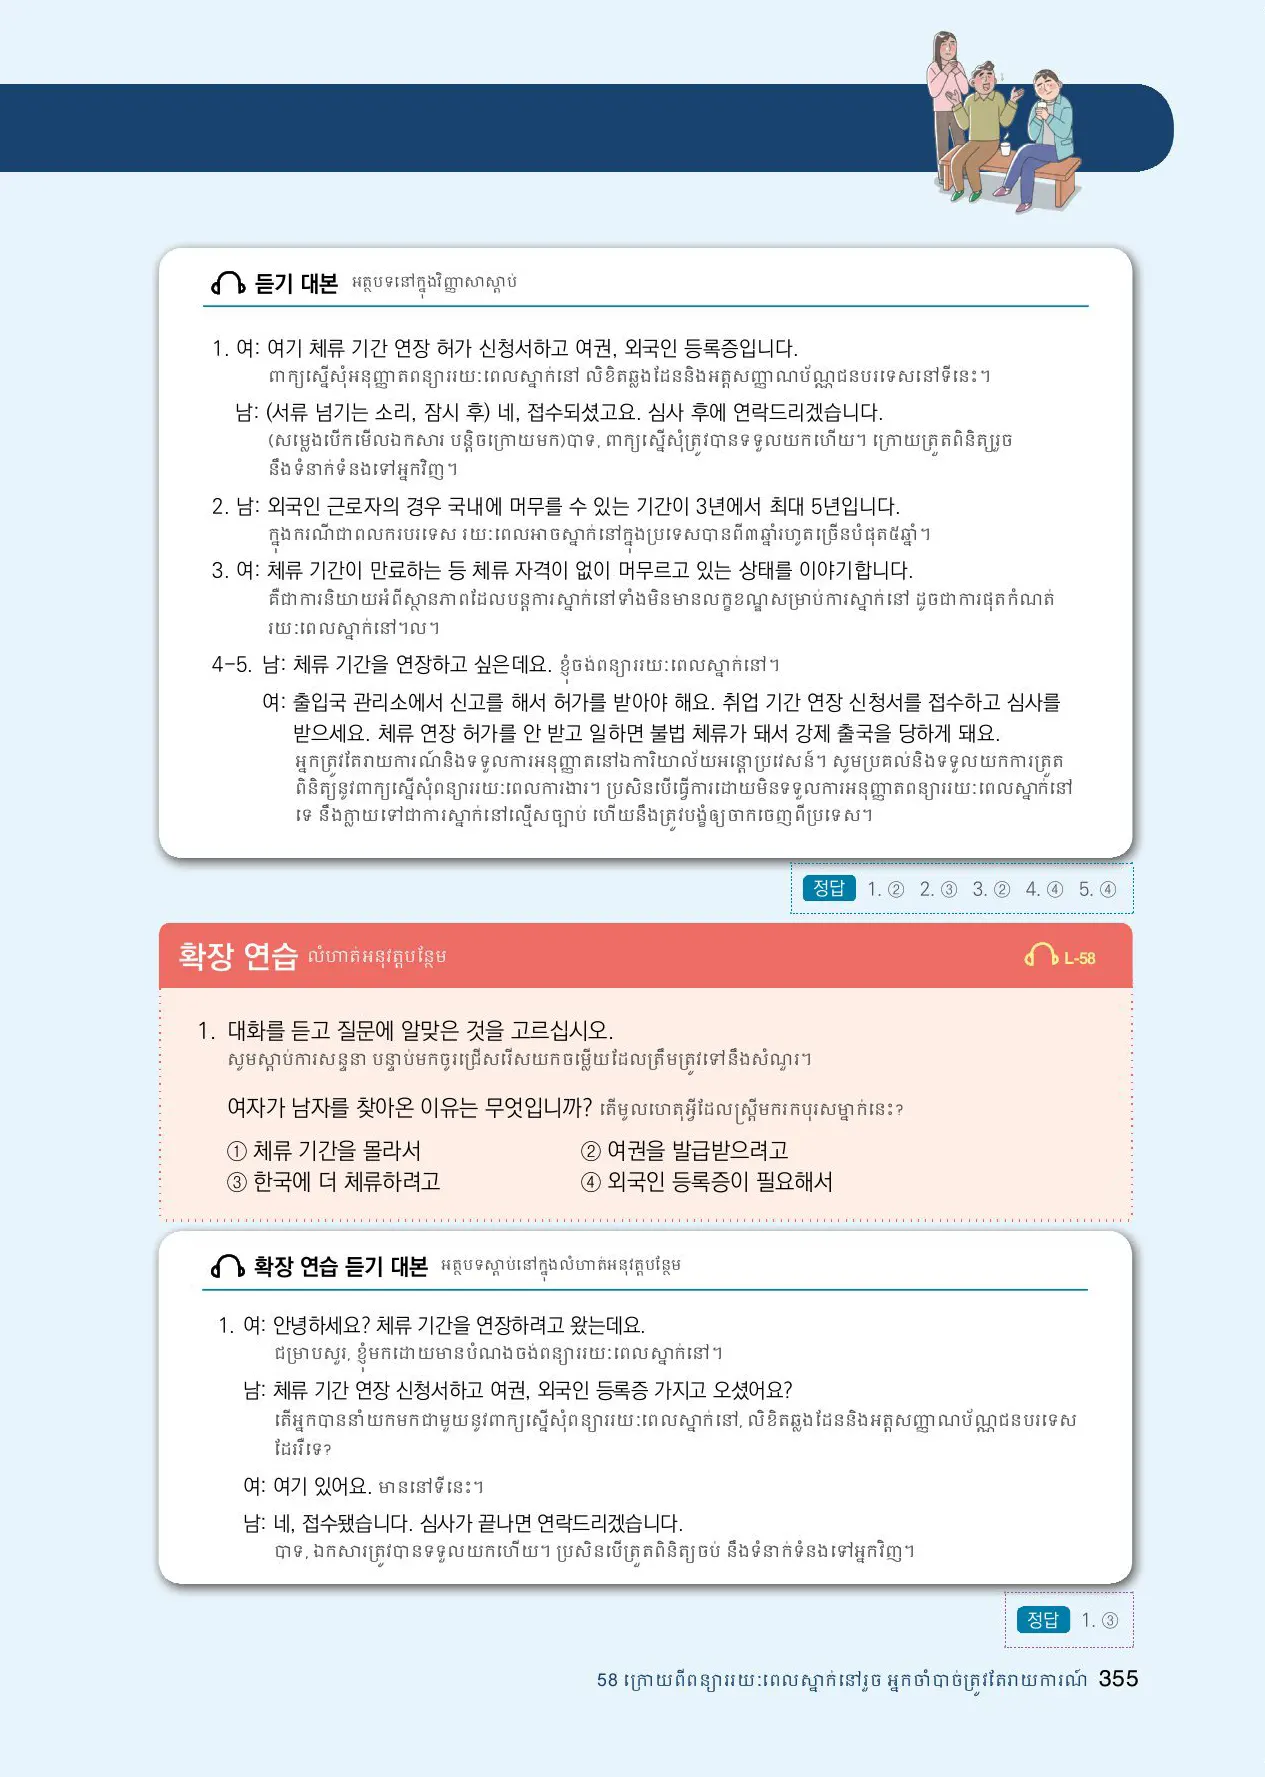 듣기 대본 អត្ថបទនៅក្នុងវិញ្ញាសាស្តាប់
1. 여: 여기 체류 기간 연장 허가 신청서하고 여권, 외국인 등록증입니다.
ពាក្យស្នើសុំអនុញ្ញាតពន្យាររយៈពេលស្នាក់នៅ លិខិតឆ្លងដែននិងអត្តសញ្ញាណប័ណ្ណជនបរទេសនៅទីនេះ។
남: (서류 넘기는 소리, 잠시 후) 네, 접수되셨고요. 심사 후에 연락드리겠습니다.
(សម្លេងបើកមើលឯកសារ បន្តិចក្រោយមក)បាទ, ពាក្យស្នើសុំត្រូវបានទទួលយកហើយ។ ក្រោយត្រួតពិនិត្យរួច
នឹងទំនាក់ទំនងទៅអ្នកវិញ។
2. 남: 외국인 근로자의 경우 국내에 머무를 수 있는 기간이 3년에서 최대 5년입니다.
ក្នុងករណីជាពលករបរទេស រយៈពេលអាចស្នាក់នៅក្នុងប្រទេសបានពី៣ឆ្នាំរហូតច្រើនបំផុត៥ឆ្នាំ។
3. 여: 체류 기간이 만료하는 등 체류 자격이 없이 머무르고 있는 상태를 이야기합니다.
គឺជាការនិយាយអំពីស្ថានភាពដែលបន្តការស្នាក់នៅទាំងមិនមានលក្ខខណ្ឌសម្រាប់ការស្នាក់នៅ ដូចជាការផុតកំណត់
រយៈពេលស្នាក់នៅ។ល។
4-5. 남: 체류 기간을 연장하고 싶은데요. ខ្ញុំចង់ពន្យាររយៈពេលស្នាក់នៅ។
여: 출입국 관리소에서 신고를 해서 허가를 받아야 해요. 취업 기간 연장 신청서를 접수하고 심사를
받으세요. 체류 연장 허가를 안 받고 일하면 불법 체류가 돼서 강제 출국을 당하게 돼요.
អ្នកត្រូវតែរាយការណ៍និងទទួលការអនុញ្ញាតនៅឯការិយាល័យអន្តោប្រវេសន៍។ សូមប្រគល់និងទទួលយកការត្រួត
ពិនិត្យនូវពាក្យស្នើសុំពន្យាររយៈពេលការងារ។ ប្រសិនបើធ្វើការដោយមិនទទួលការអនុញ្ញាតពន្យាររយៈពេលស្នាក់នៅ
ទេ នឹងក្លាយទៅជាការស្នាក់នៅល្មើសច្បាប់ ហើយនឹងត្រូវបង្ខំឲ្យចាកចេញពីប្រទេស។
정답 1. ② 2. ③ 3. ② 4. ④ 5. ④
확장 연습 លំហាត់អនុវត្តបន្ថែម L-58
1. 대화를 듣고 질문에 알맞은 것을 고르십시오.
សូមស្តាប់ការសន្ទនា បន្ទាប់មកចូរជ្រើសរើសយកចម្លើយដែលត្រឹមត្រូវទៅនឹងសំណួរ។
여자가 남자를 찾아온 이유는 무엇입니까? តើមូលហេតុអ្វីដែលស្ត្រីមករកបុរសម្នាក់នេះ?
① 체류 기간을 몰라서 ② 여권을 발급받으려고
③ 한국에 더 체류하려고 ④ 외국인 등록증이 필요해서
확장 연습 듣기 대본 អត្ថបទស្តាប់នៅក្នុងលំហាត់អនុវត្តបន្ថែម
1. 여: 안녕하세요? 체류 기간을 연장하려고 왔는데요.
ជម្រាបសួរ, ខ្ញុំមកដោយមានបំណងចង់ពន្យាររយៈពេលស្នាក់នៅ។
남: 체류 기간 연장 신청서하고 여권, 외국인 등록증 가지고 오셨어요?
តើអ្នកបាននាំយកមកជាមួយនូវពាក្យស្នើសុំពន្យាររយៈពេលស្នាក់នៅ, លិខិតឆ្លងដែននិងអត្តសញ្ញាណប័ណ្ណជនបរទេស
ដែររឺទេ?
여: 여기 있어요. មាននៅទីនេះ។
남: 네, 접수됐습니다. 심사가 끝나면 연락드리겠습니다.
បាទ, ឯកសារត្រូវបានទទួលយកហើយ។ ប្រសិនបើត្រួតពិនិត្យចប់ នឹងទំនាក់ទំនងទៅអ្នកវិញ។
정답 1. ③
58 ក្រោយពីពន្យាររយៈពេលស្នាក់នៅរួច អ្នកចាំបាច់ត្រូវតែរាយការណ៍ 355